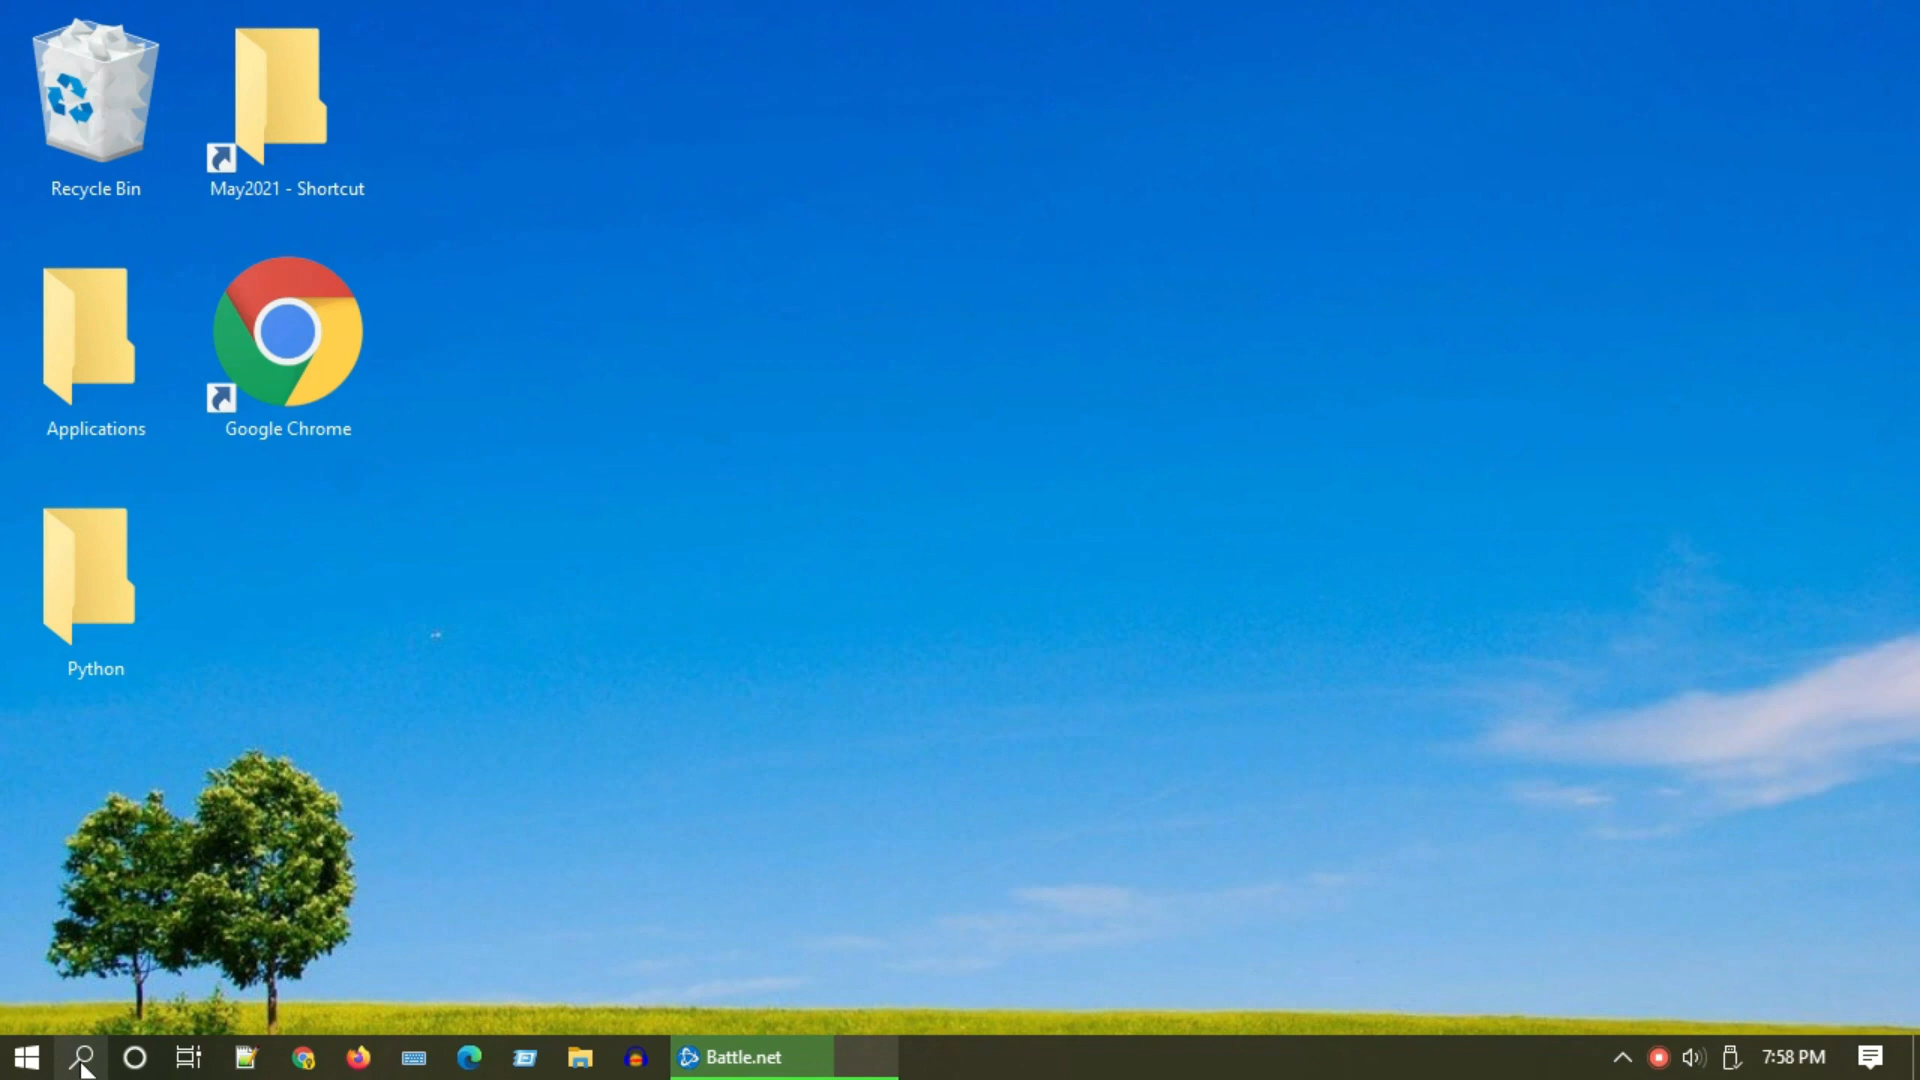 Recycle Bin
May2021 - Shortcut
Applications
Google Chrome
Python
Battle.net
7:58 PM